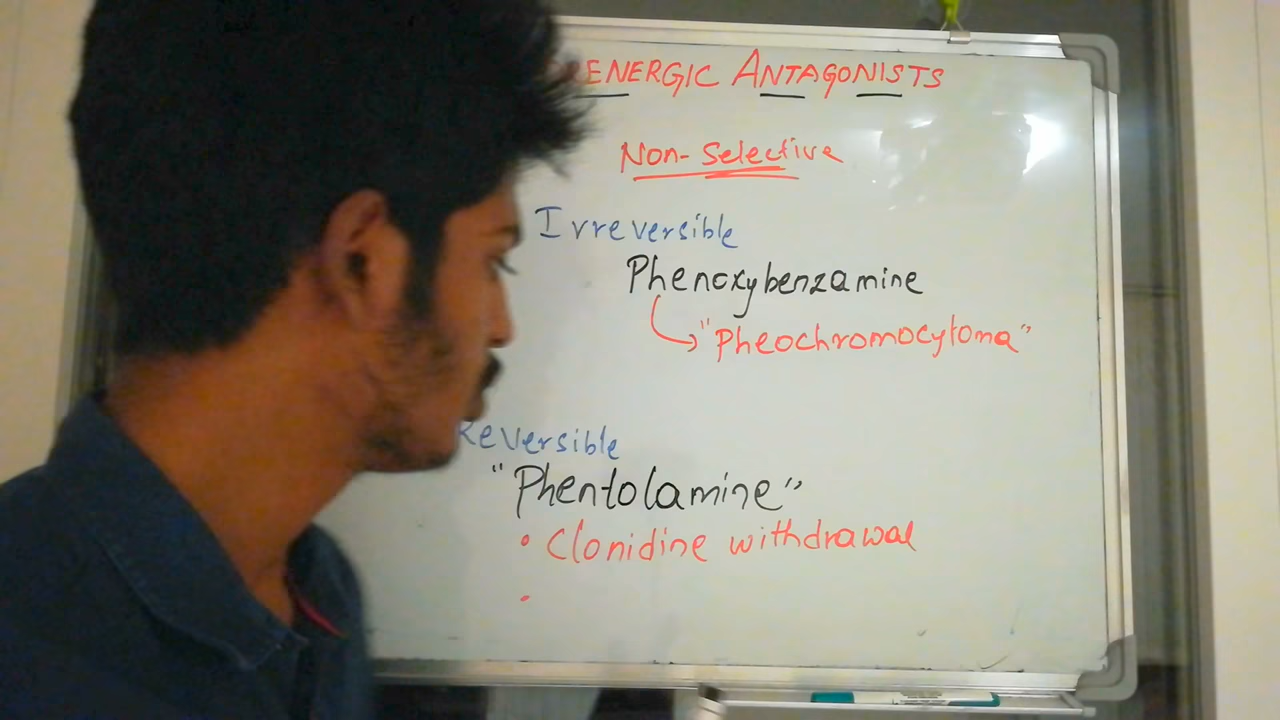 ENERGIC ANTAGONISTS
Non-Selective
Irreversible
Phenoxybenzamine
"Pheochromocytoma"
Reversible
"Phentolamine"
• Clonidine withdrawal
•